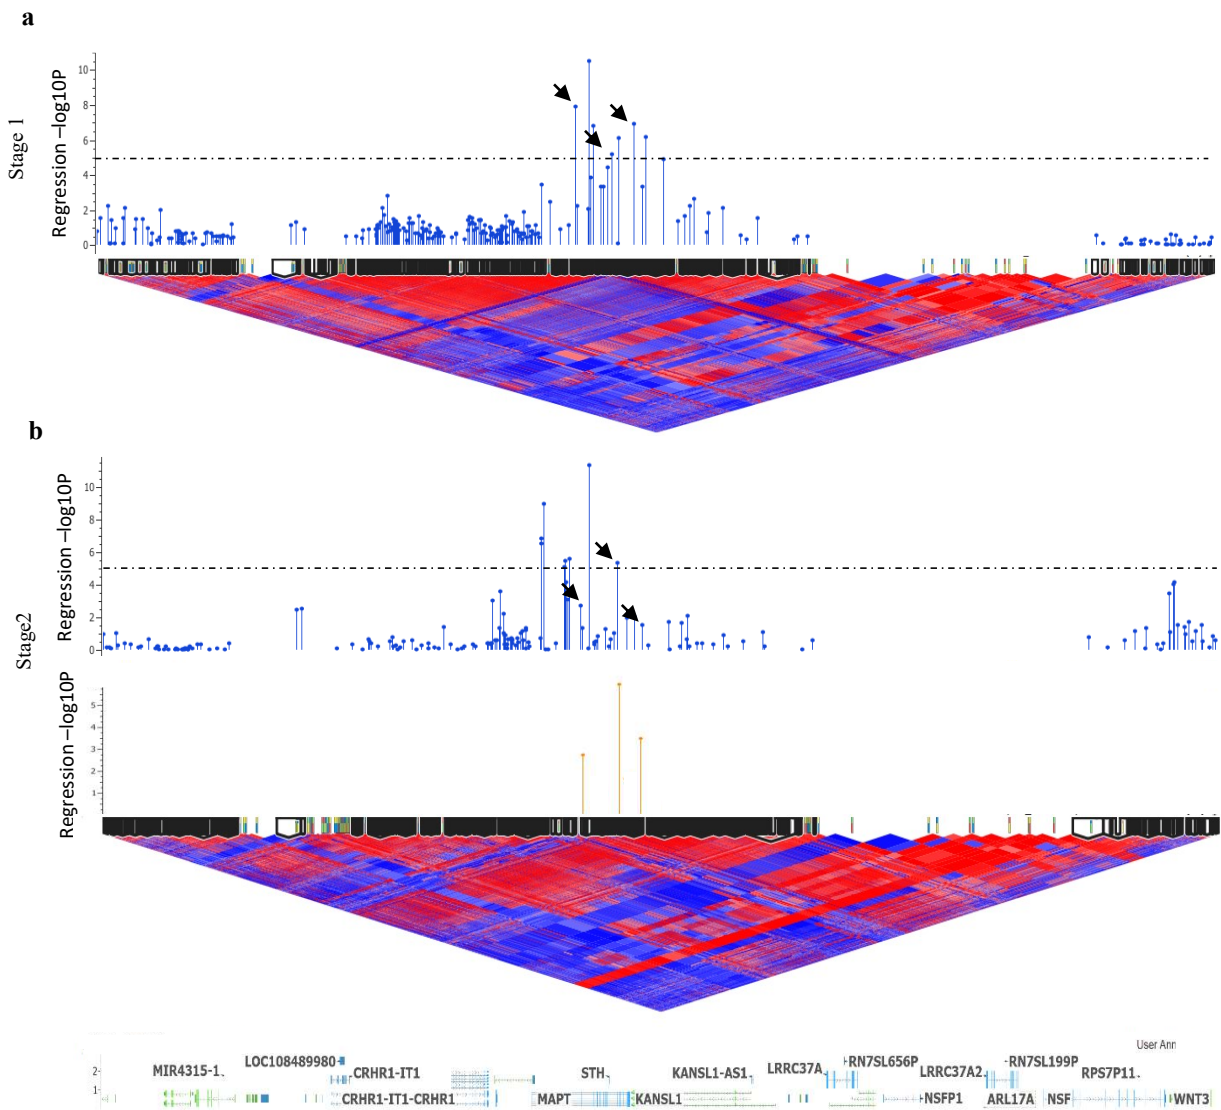 a
Stage 1
Regression –log10P
10
8
6
4
2
0
b
Stage2
Regression –log10P
10
8
6
4
2
0
Regression –log10P
5
4
3
2
1
User Ann
2
1
MIR4315-1
LOC108489980
CRHR1-IT1
CRHR1-IT1-CRHR1
STH
MAPT
KANSL1
KANSL1-AS1
LRRC37A
RN7SL656P
NSFP1
LRRC37A2
RN7SL199P
ARL17A
NSF
RPS7P11
WNT3